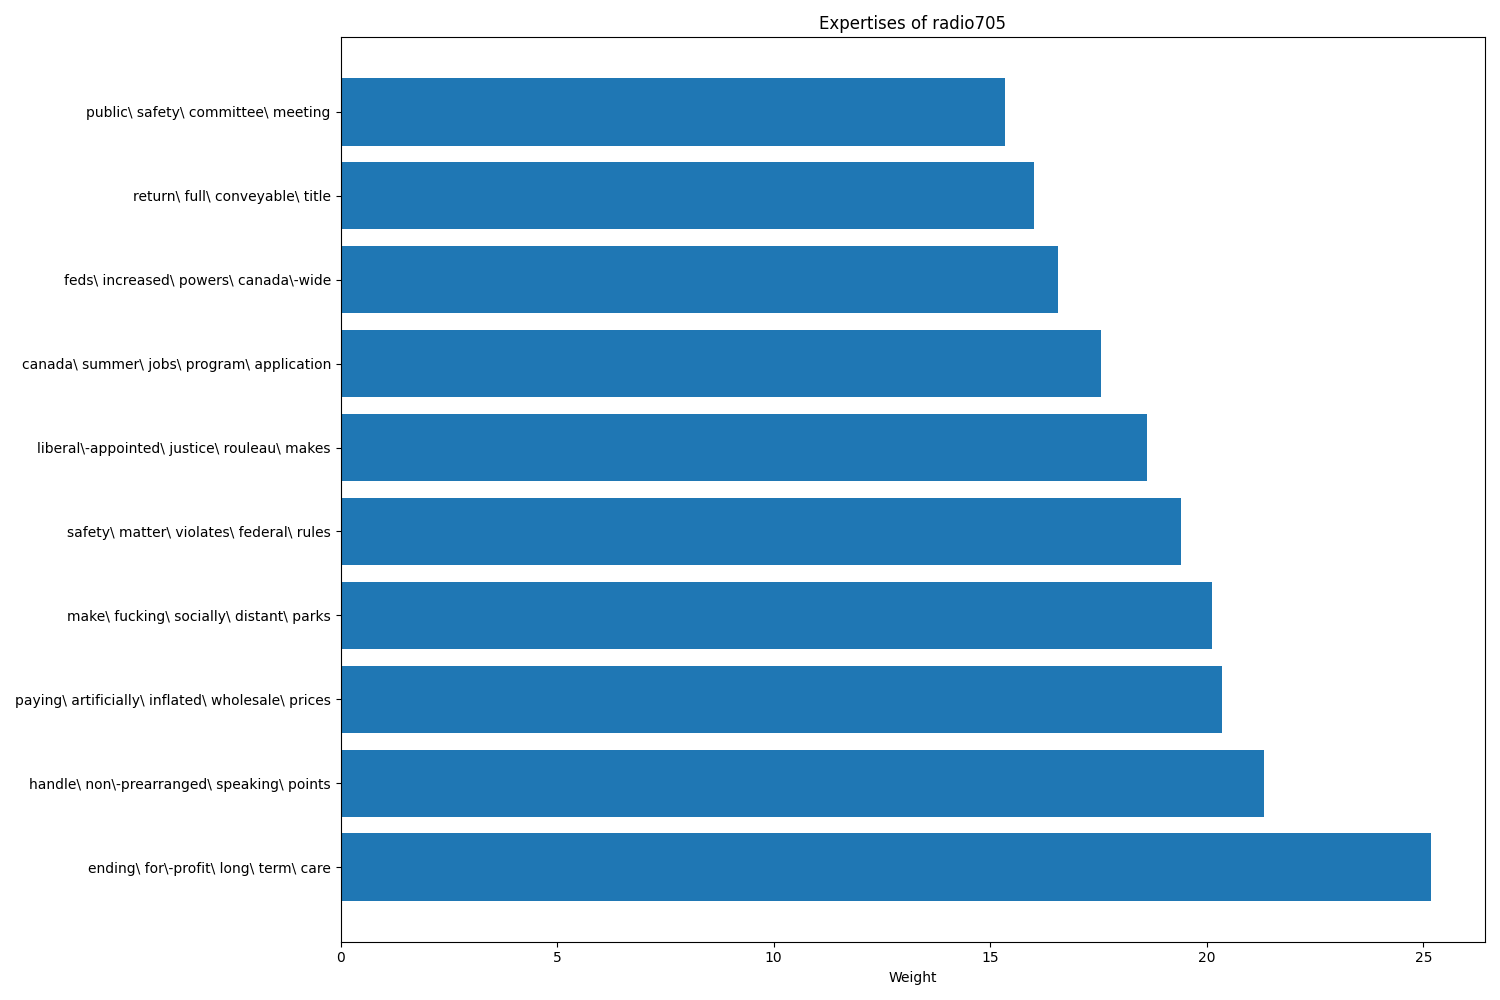 Expertises of radio705
public\ safety\ committee\ meeting
return\ full\ conveyable\ title
feds\ increased\ powers\ canada\-wide
canada\ summer\ jobs\ program\ application
liberal\-appointed\ justice\ rouleau\ makes
safety\ matter\ violates\ federal\ rules
make\ fucking\ socially\ distant\ parks
paying\ artificially\ inflated\ wholesale\ prices
handle\ non\-prearranged\ speaking\ points
ending\ for\-profit\ long\ term\ care
0 5 10 15 20 25
Weight